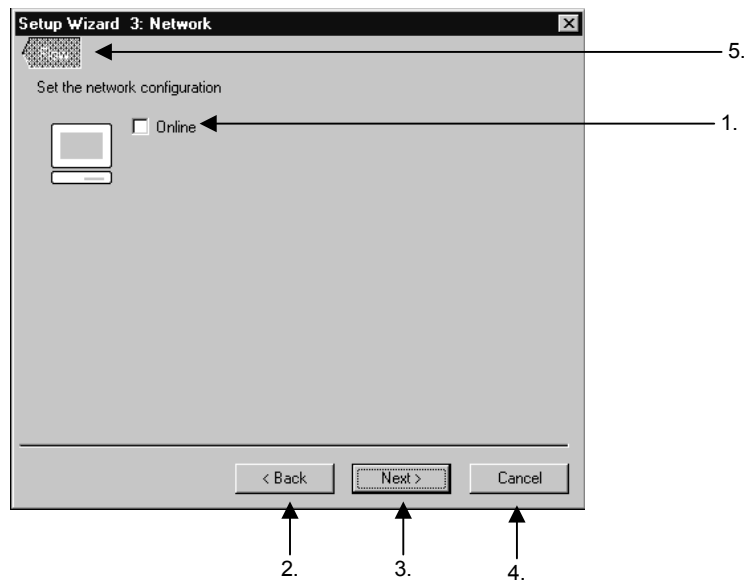 Setup Wizard 3: Network
5.
Set the network configuration
Online
1.
< Back
Next >
Cancel
2.
3.
4.